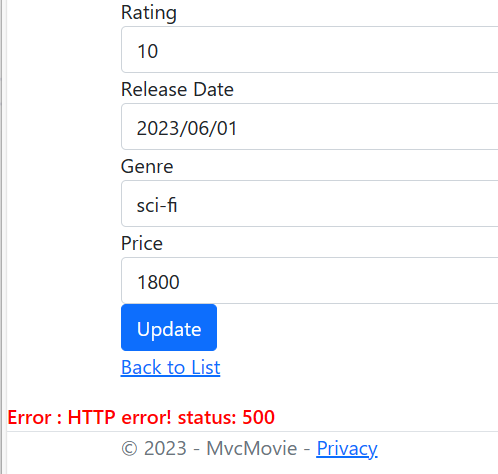 Rating
10
Release Date
2023/06/01
Genre
sci-fi
Price
1800
Update
Back to List
Error : HTTP error! status: 500
© 2023 - MvcMovie - Privacy